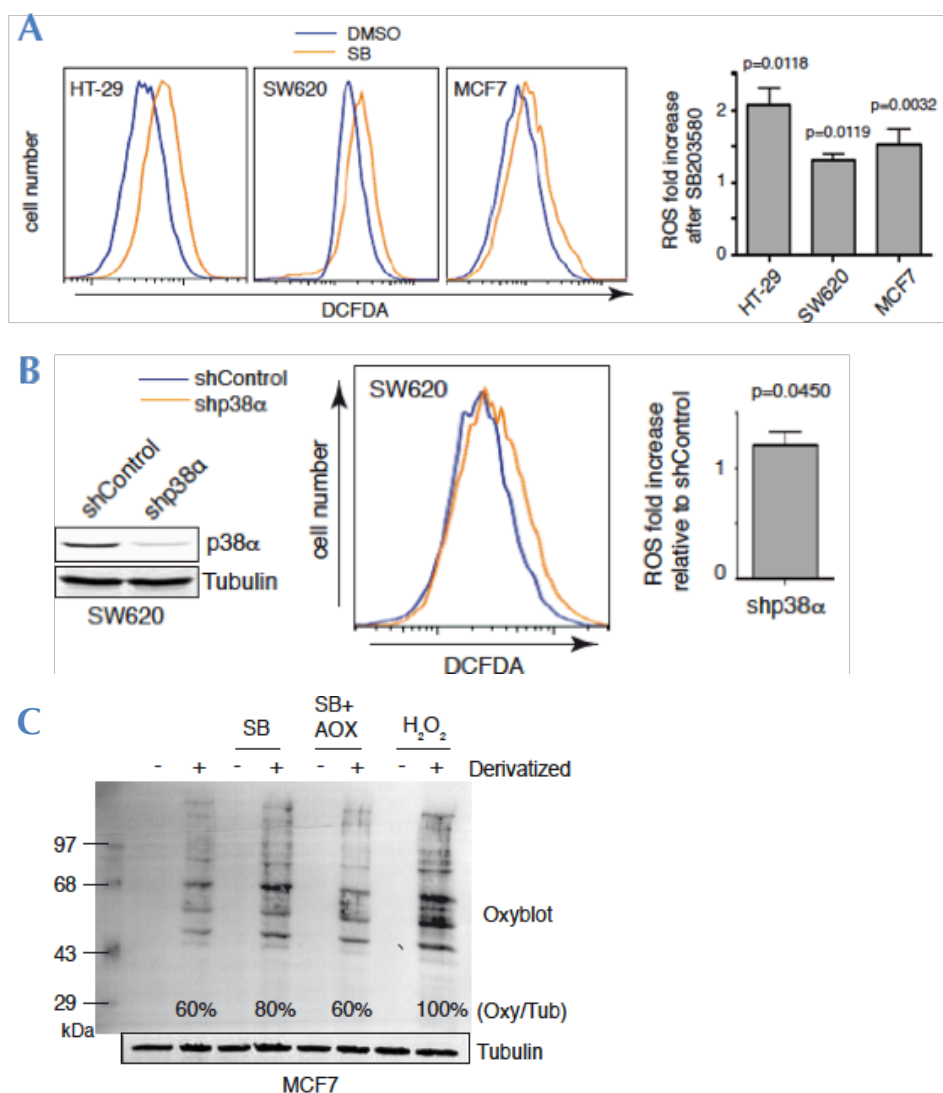 A
DMSO
SB
HT-29
SW620
MCF7
cell number
DCFDA
ROS fold increase
after SB203580
p=0.0118
p=0.0119
p=0.0032
2
1
0
HT-29
SW620
MCF7
B
shControl
shp38α
shControl
shp38α
p38α
Tubulin
SW620
SW620
cell number
DCFDA
ROS fold increase
relative to shControl
p=0.0450
1
0
shp38α
C
SB
SB+
AOX
H₂O₂
- + - + - + - + Derivatized
97
68
43
29
kDa
Oxyblot
60% 80% 60% 100% (Oxy/Tub)
Tubulin
MCF7